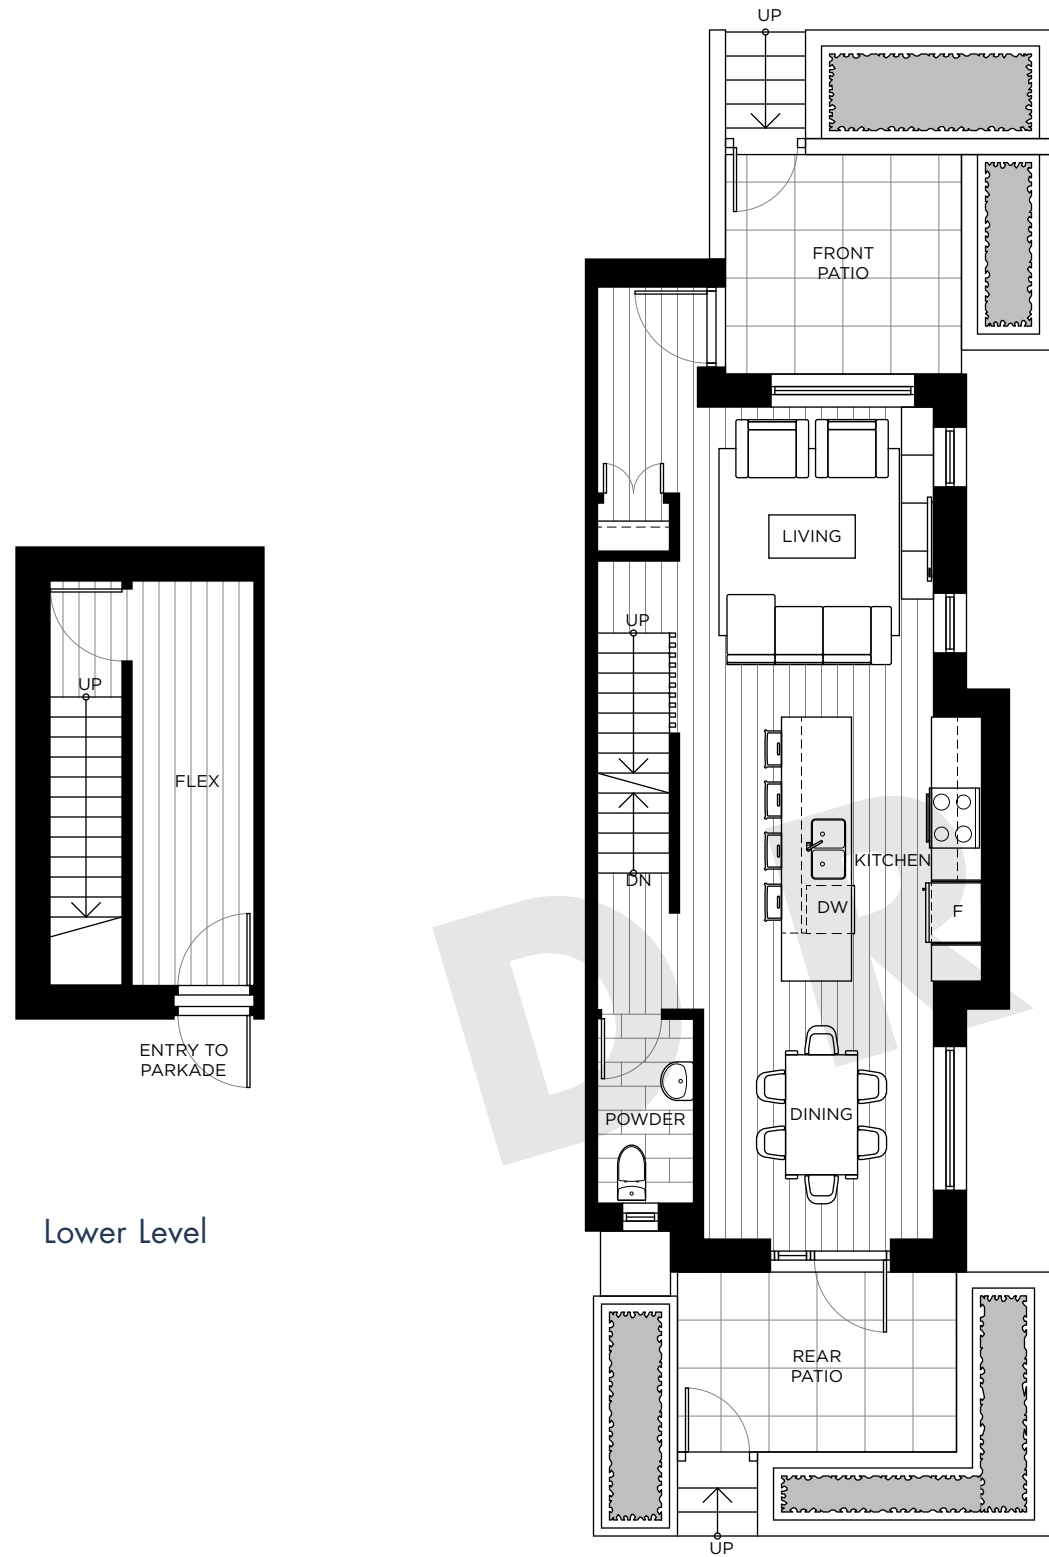 UP
FRONT
PATIO
LIVING
UP
UP
FLEX
KITCHEN
DN
DW
F
D R
ENTRY TO
PARKADE
DINING
POWDER
Lower Level
REAR
PATIO
UP